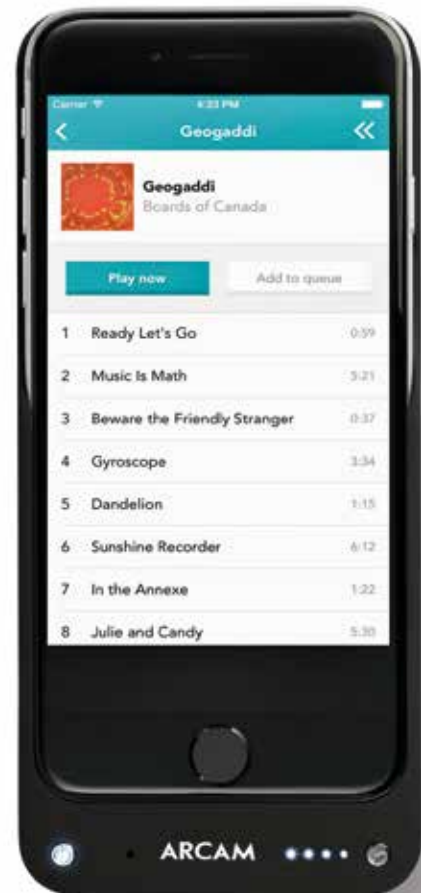 Carrier 4:23 PM
Geogaddi
Geogaddi
Boards of Canada
Play now Add to queue
1 Ready Let's Go 0:59
2 Music Is Math 5:21
3 Beware the Friendly Stranger 0:37
4 Gyroscope 3:34
5 Dandelion 1:15
6 Sunshine Recorder 6:12
7 In the Annexe 1:22
8 Julie and Candy 5:30
ARCAM